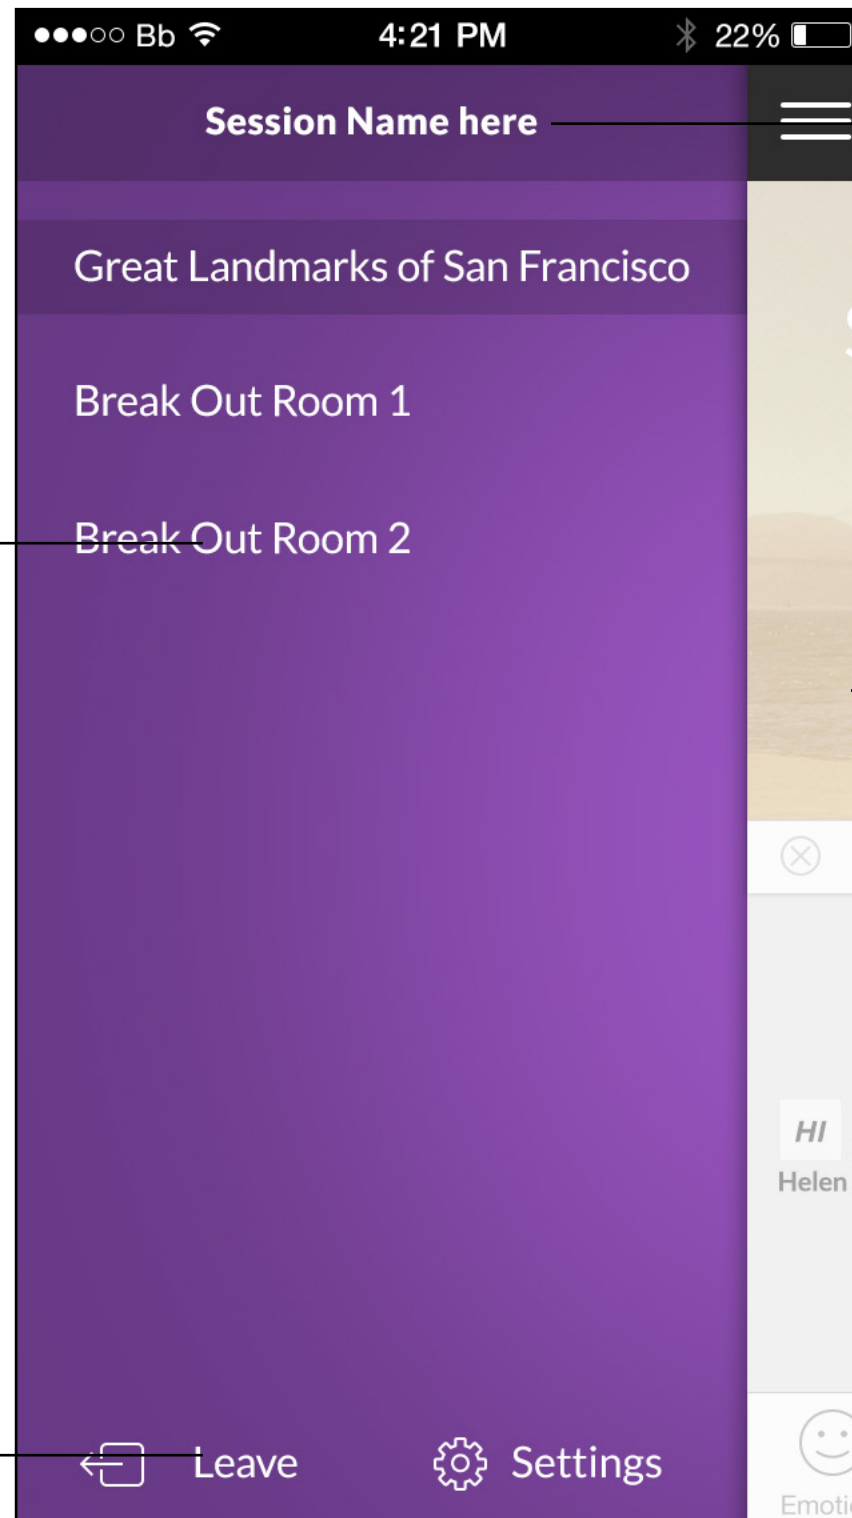 Bb 4:21 PM 22%
Session Name here
Great Landmarks of San Francisco
Break Out Room 1
Break Out Room 2
HI
Helen
Leave Settings